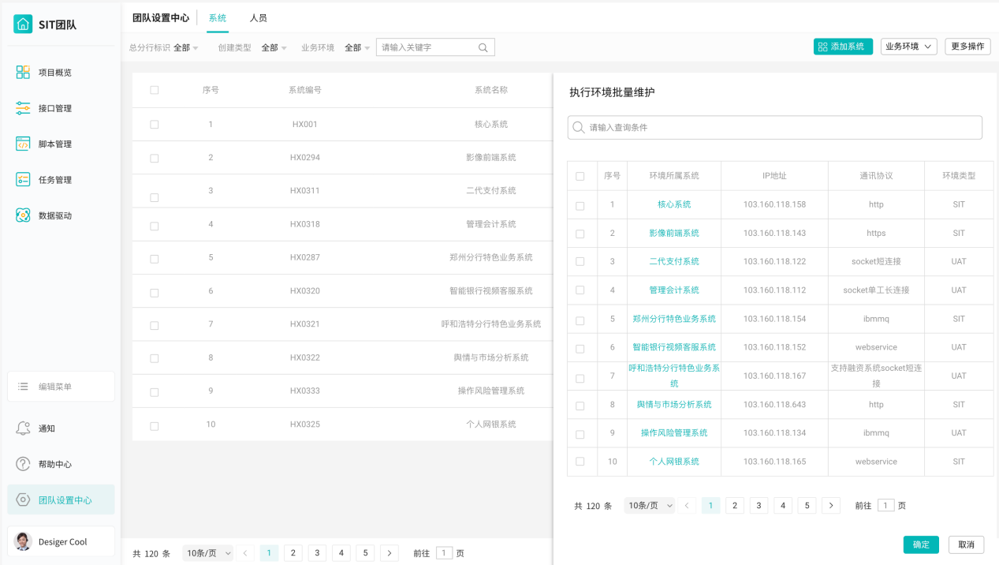 SIT团队
项目概览
接口管理
脚本管理
任务管理
数据驱动
编辑菜单
通知
帮助中心
团队设置中心
Desiger Cool
团队设置中心 系统 人员
总分行标识 全部 创建类型 全部 业务环境 全部 请输入关键字 添加系统 业务环境 更多操作
序号 系统编号 系统名称
1 HX001 核心系统
2 HX0294 影像前端系统
3 HX0311 二代支付系统
4 HX0318 管理会计系统
5 HX0287 郑州分行特色业务系统
6 HX0320 智能银行视频客服系统
7 HX0321 呼和浩特分行特色业务系统
8 HX0322 舆情与市场分析系统
9 HX0333 操作风险管理系统
10 HX0325 个人网银系统
共 120 条 10条/页 < 1 2 3 4 5 > 前往 1 页
执行环境批量维护
请输入查询条件
序号 环境所属系统 IP地址 通讯协议 环境类型
1 核心系统 103.160.118.158 http SIT
2 影像前端系统 103.160.118.143 https SIT
3 二代支付系统 103.160.118.122 socket短连接 UAT
4 管理会计系统 103.160.118.112 socket单工长连接 UAT
5 郑州分行特色业务系统 103.160.118.154 ibmmq SIT
6 智能银行视频客服系统 103.160.118.152 webservice UAT
呼和浩特分行特色业务系 支持融资系统socket短连
7 103.160.118.167 UAT
统 接
8 舆情与市场分析系统 103.160.118.643 http SIT
9 操作风险管理系统 103.160.118.134 ibmmq UAT
10 个人网银系统 103.160.118.165 webservice SIT
共 120 条 10条/页 < 1 2 3 4 5 > 前往 1 页
确定 取消